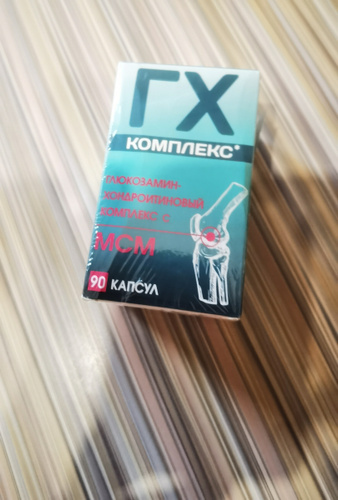 ГХ
КОМПЛЕКС®
ГЛЮКОЗАМИН-
ХОНДРОИТИНОВЫЙ
КОМПЛЕКС С
МСМ
90 КАПСУЛ